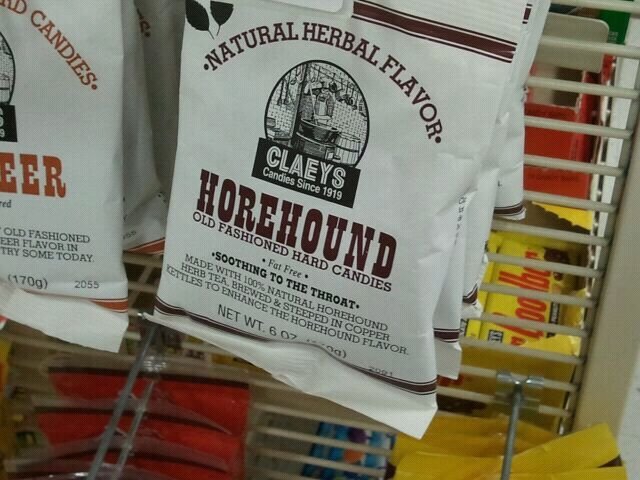 RD CANDIES•
EER
OLD FASHIONED
EER FLAVOR IN
TRY SOME TODAY.
(170g) 2055
•NATURAL HERBAL FLAVOR•
CLAEYS
Candies Since 1919
HOREHOUND
OLD FASHIONED HARD CANDIES
• Fat Free •
•SOOTHING TO THE THROAT•
MADE WITH 100% NATURAL HOREHOUND
HERB TEA, BREWED & STEEPED IN COPPER
KETTLES TO ENHANCE THE HOREHOUND FLAVOR.
NET WT. 6 OZ.
2021